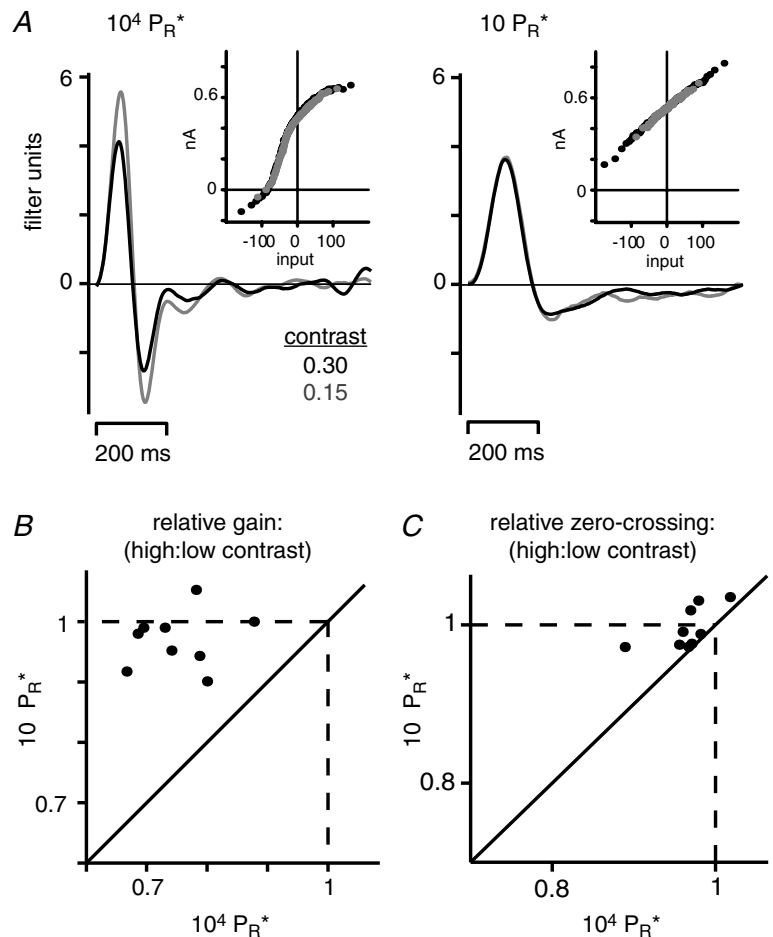 A
10⁴ P_R*
10 P_R*
6
6
0.6
0.6
nA
nA
filter units
0
0
-100 0 100
-100 0 100
input
input
0
0
contrast
0.30
0.15
200 ms
200 ms
B
relative gain:
(high:low contrast)
1
10 P_R*
0.7
0.7
1
10⁴ P_R*
C
relative zero-crossing:
(high:low contrast)
1
10 P_R*
0.8
0.8
1
10⁴ P_R*